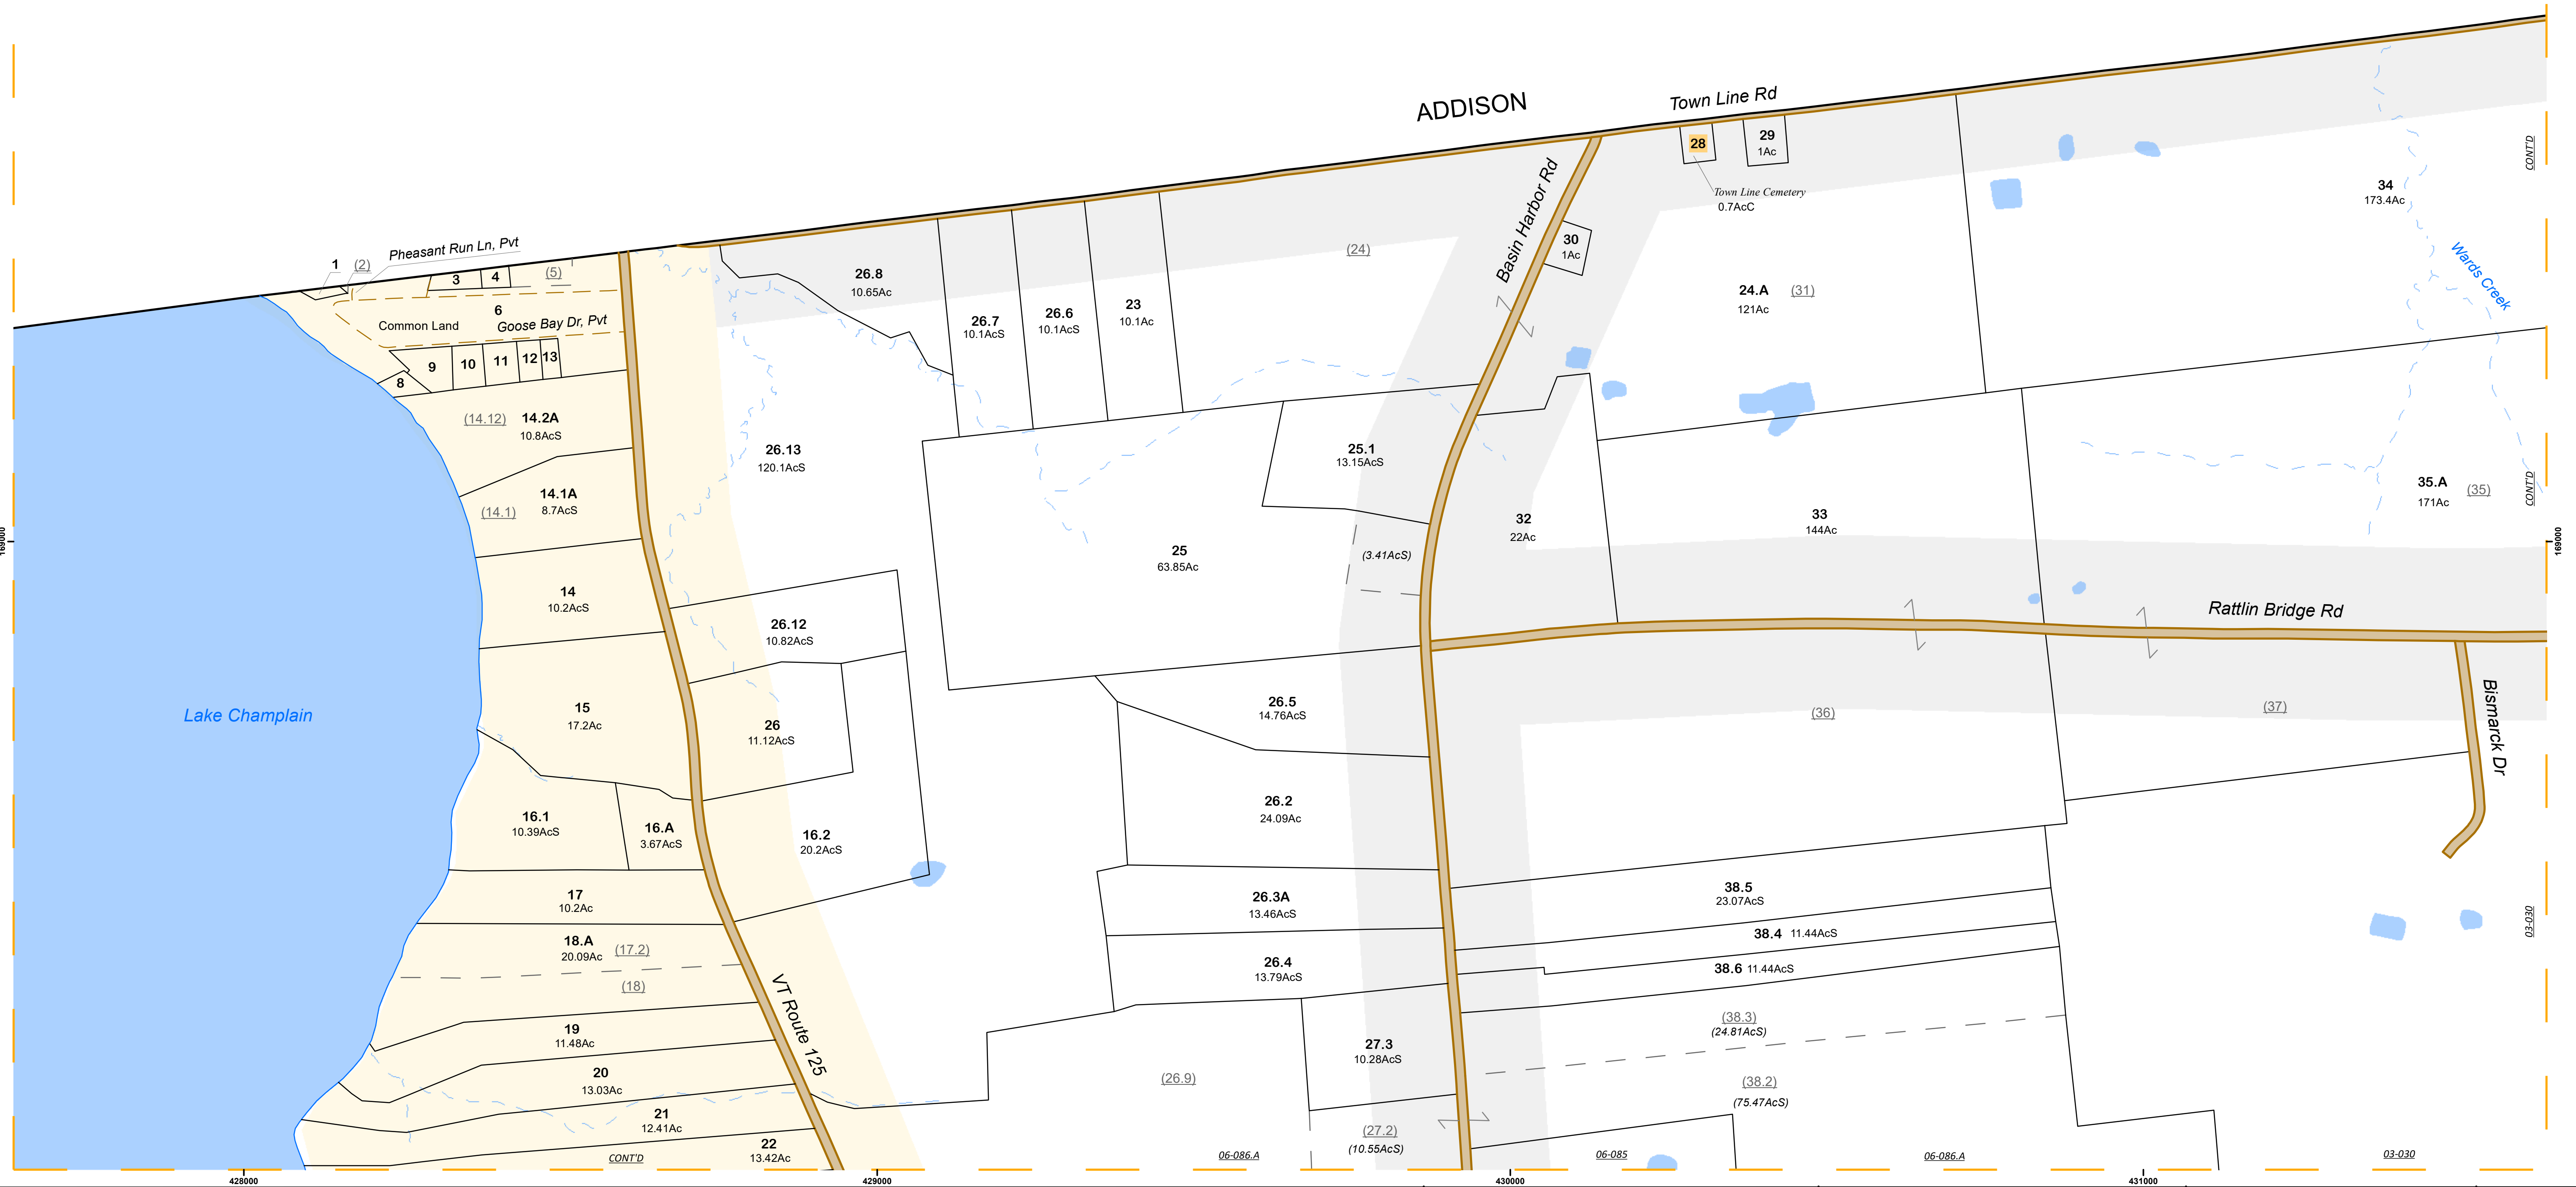 ADDISON
Town Line Rd
28
29
1Ac
Town Line Cemetery
0.7AcC
CONT'D
34
173.4Ac
Wards Creek
Basin Harbor Rd
30
1Ac
24.A (31)
121Ac
(24)
Pheasant Run Ln, Pvt
1
(2)
3
4
(5)
6
Common Land
Goose Bay Dr, Pvt
8
9
10
11
12
13
26.8
10.65Ac
26.7
10.1AcS
26.6
10.1AcS
23
10.1Ac
(14.12)
14.2A
10.8AcS
26.13
120.1AcS
25.1
13.15AcS
14.1A
8.7AcS
(14.1)
35.A (35)
171Ac
CONT'D
33
144Ac
32
22Ac
(3.41AcS)
25
63.85Ac
169000
169000
14
10.2AcS
26.12
10.82AcS
Rattlin Bridge Rd
Lake Champlain
15
17.2Ac
26
11.12AcS
26.5
14.76AcS
(36)
(37)
Bismarck Dr
16.1
10.39AcS
16.A
3.67AcS
16.2
20.2AcS
26.2
24.09Ac
17
10.2Ac
26.3A
13.46AcS
38.5
23.07AcS
03-030
18.A
20.09Ac
(17.2)
(18)
38.4 11.44AcS
26.4
13.79AcS
38.6 11.44AcS
VT Route 125
19
11.48Ac
(38.3)
(24.81AcS)
27.3
10.28AcS
20
13.03Ac
(26.9)
(38.2)
(75.47AcS)
21
12.41Ac
(27.2)
(10.55AcS)
22
13.42Ac
CONT'D
06-086.A
06-085
06-086.A
03-030
428000
429000
430000
431000